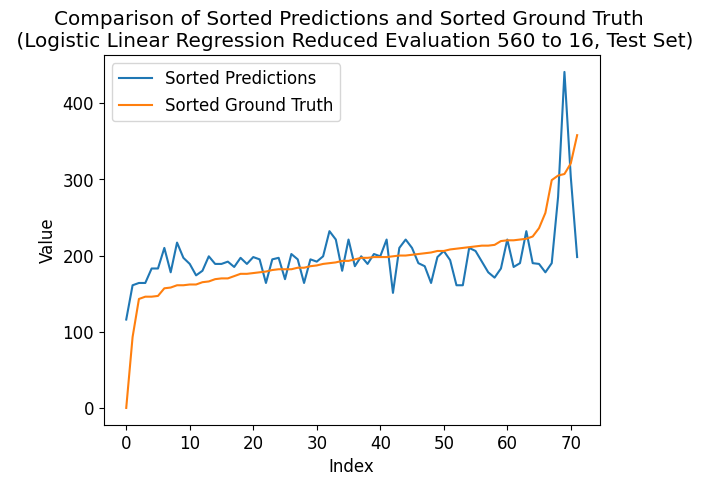 Comparison of Sorted Predictions and Sorted Ground Truth
(Logistic Linear Regression Reduced Evaluation 560 to 16, Test Set)
Sorted Predictions
Sorted Ground Truth
Value
400
300
200
100
0
0 10 20 30 40 50 60 70
Index